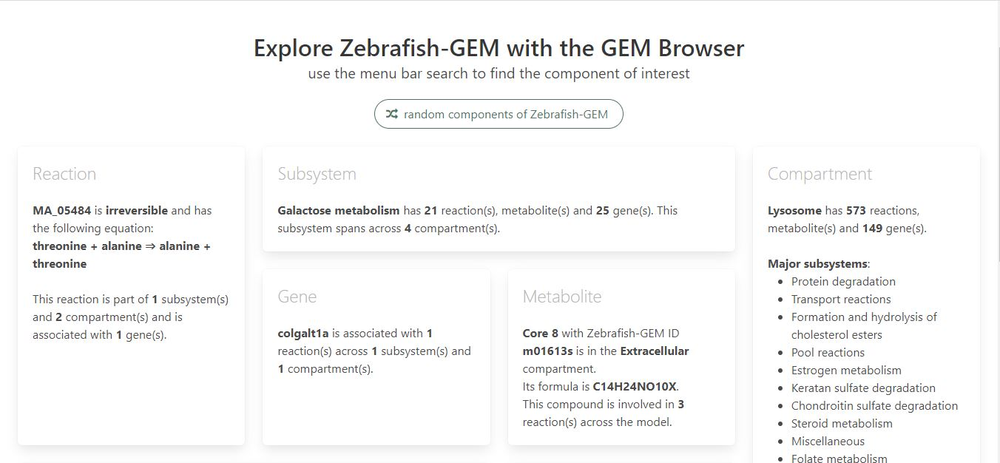 Explore Zebrafish-GEM with the GEM Browser
use the menu bar search to find the component of interest
random components of Zebrafish-GEM
Reaction
MA_05484 is irreversible and has
the following equation:
threonine + alanine ⇒ alanine +
threonine
This reaction is part of 1 subsystem(s)
and 2 compartment(s) and is
associated with 1 gene(s).
Subsystem
Galactose metabolism has 21 reaction(s), metabolite(s) and 25 gene(s). This
subsystem spans across 4 compartment(s).
Gene
colgalt1a is associated with 1
reaction(s) across 1 subsystem(s) and
1 compartment(s).
Metabolite
Core 8 with Zebrafish-GEM ID
m01613s is in the Extracellular
compartment.
Its formula is C14H24NO10X.
This compound is involved in 3
reaction(s) across the model.
Compartment
Lysosome has 573 reactions,
metabolite(s) and 149 gene(s).
Major subsystems:
• Protein degradation
• Transport reactions
• Formation and hydrolysis of
cholesterol esters
• Pool reactions
• Estrogen metabolism
• Keratan sulfate degradation
• Chondroitin sulfate degradation
• Steroid metabolism
• Miscellaneous
• Folate metabolism